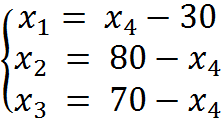 x₁ = x₄ − 30
x₂ = 80 − x₄
x₃ = 70 − x₄